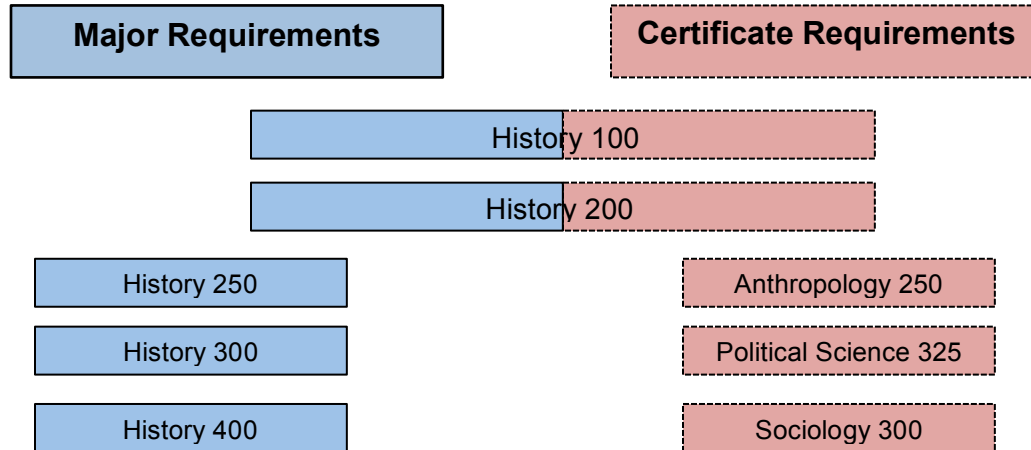 Major Requirements
Certificate Requirements
History 100
History 200
History 250
Anthropology 250
History 300
Political Science 325
History 400
Sociology 300